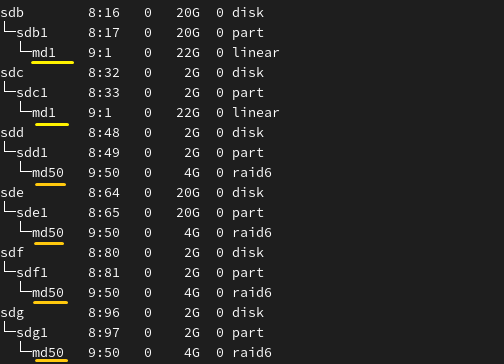 sdb 8:16 0 20G 0 disk
└─sdb1 8:17 0 20G 0 part
└─md1 9:1 0 22G 0 linear
sdc 8:32 0 2G 0 disk
└─sdc1 8:33 0 2G 0 part
└─md1 9:1 0 22G 0 linear
sdd 8:48 0 2G 0 disk
└─sdd1 8:49 0 2G 0 part
└─md50 9:50 0 4G 0 raid6
sde 8:64 0 20G 0 disk
└─sde1 8:65 0 20G 0 part
└─md50 9:50 0 4G 0 raid6
sdf 8:80 0 2G 0 disk
└─sdf1 8:81 0 2G 0 part
└─md50 9:50 0 4G 0 raid6
sdg 8:96 0 2G 0 disk
└─sdg1 8:97 0 2G 0 part
└─md50 9:50 0 4G 0 raid6